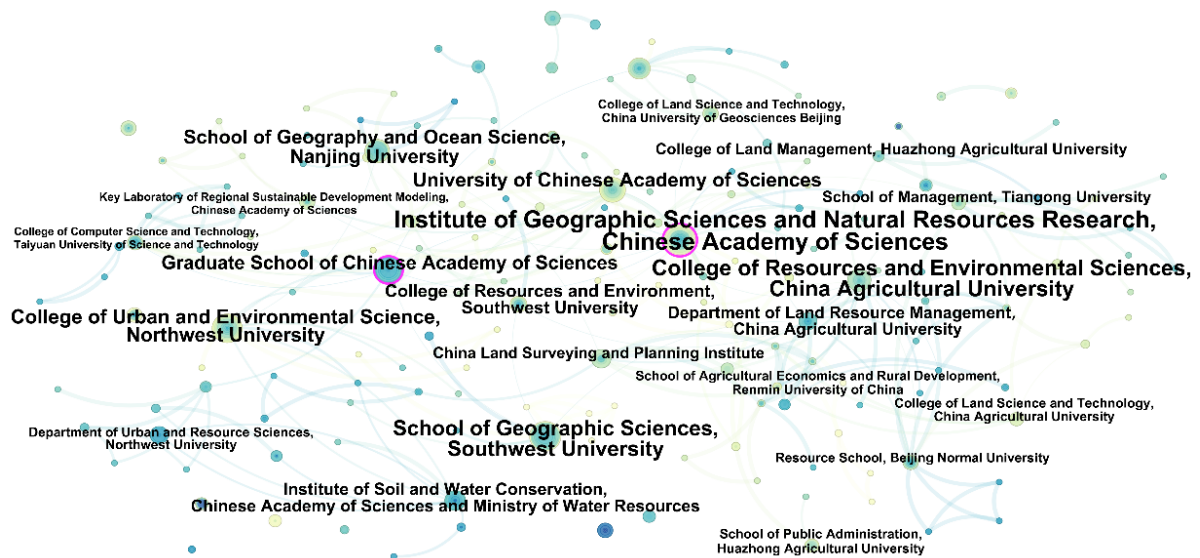 College of Land Science and Technology,
China University of Geosciences Beijing
School of Geography and Ocean Science,
Nanjing University
College of Land Management, Huazhong Agricultural University
University of Chinese Academy of Sciences
Key Laboratory of Regional Sustainable Development Modeling,
Chinese Academy of Sciences
School of Management, Tiangong University
Institute of Geographic Sciences and Natural Resources Research,
Chinese Academy of Sciences
College of Computer Science and Technology,
Taiyuan University of Science and Technology
Graduate School of Chinese Academy of Sciences
College of Resources and Environmental Sciences,
China Agricultural University
College of Resources and Environment,
Southwest University
College of Urban and Environmental Science,
Northwest University
Department of Land Resource Management,
China Agricultural University
China Land Surveying and Planning Institute
School of Agricultural Economics and Rural Development,
Renmin University of China
College of Land Science and Technology,
China Agricultural University
Department of Urban and Resource Sciences,
Northwest University
School of Geographic Sciences,
Southwest University
Resource School, Beijing Normal University
Institute of Soil and Water Conservation,
Chinese Academy of Sciences and Ministry of Water Resources
School of Public Administration,
Huazhong Agricultural University